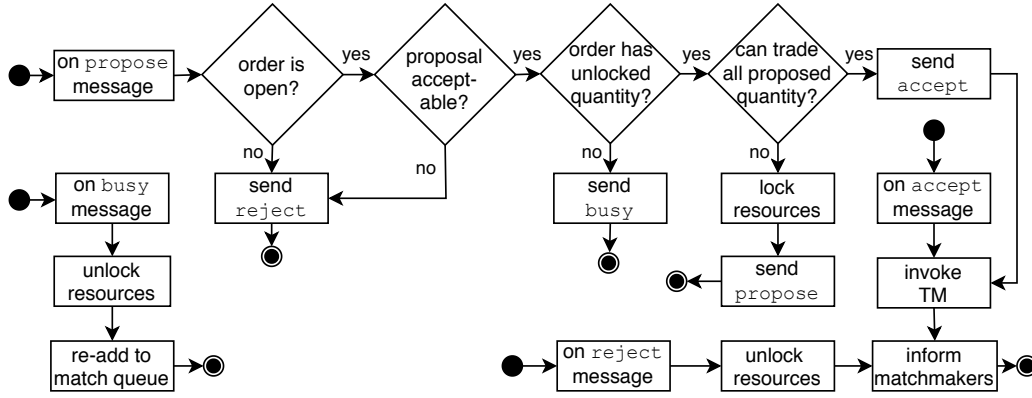 on propose
message
order is
open?
yes
proposal
accept-
able?
yes
order has
unlocked
quantity?
yes
can trade
all proposed
quantity?
yes
send
accept
no
send
reject
no
no
send
busy
no
lock
resources
send
propose
on accept
message
invoke
TM
on busy
message
unlock
resources
re-add to
match queue
on reject
message
unlock
resources
inform
matchmakers